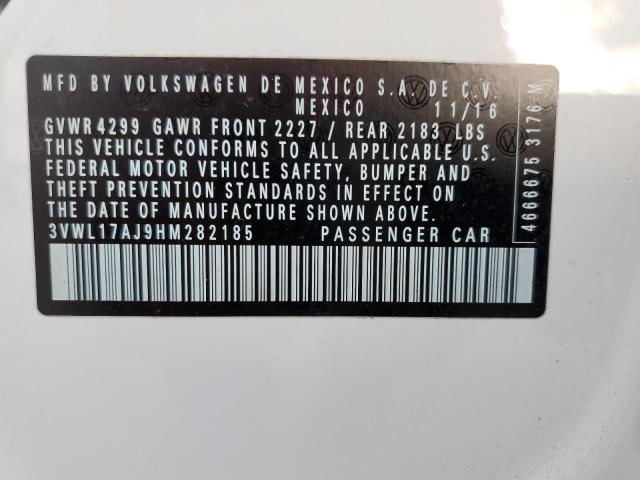 MFD BY VOLKSWAGEN DE MEXICO S.A. DE C.V.
MEXICO 11/16
GVWR 4299 GAWR FRONT 2227 / REAR 2183 LBS
THIS VEHICLE CONFORMS TO ALL APPLICABLE U.S.
FEDERAL MOTOR VEHICLE SAFETY, BUMPER AND
THEFT PREVENTION STANDARDS IN EFFECT ON
THE DATE OF MANUFACTURE SHOWN ABOVE.
3VWL17AJ9HM282185 PASSENGER CAR
4666675 3176 M